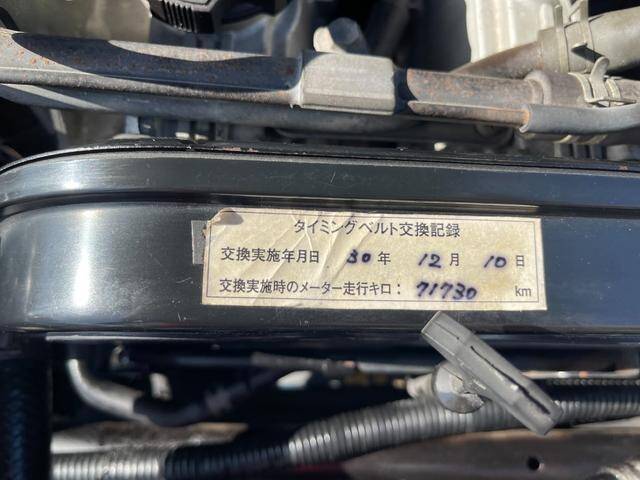 タイミングベルト交換記録
交換実施年月日 30年 12月 10日
交換実施時のメーター走行キロ: 71730 km